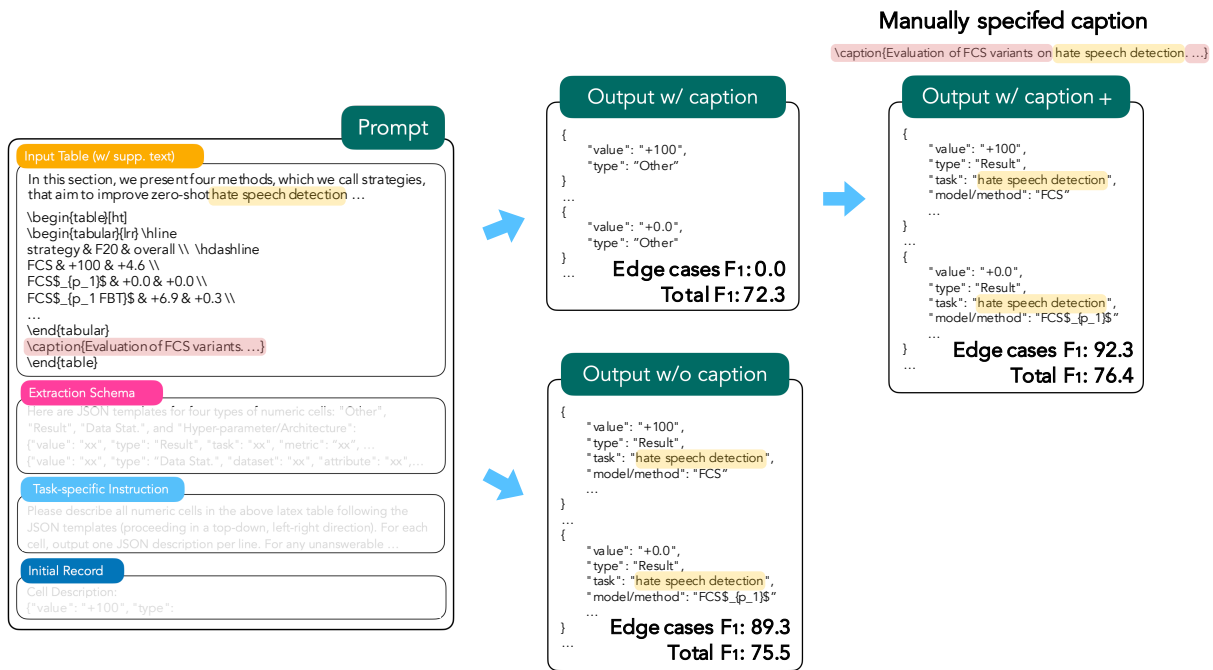 Manually specifed caption
\caption{Evaluation of FCS variants on hate speech detection. ...}
Prompt
Input Table (w/ supp. text)
In this section, we present four methods, which we call strategies,
that aim to improve zero-shot hate speech detection ...
\begin{table}[ht]
\begin{tabular}{lrr} \hline
strategy & F20 & overall \\ \hdashline
FCS & +100 & +4.6 \\
FCS$_{p_1}$ & +0.0 & +0.0 \\
FCS$_{p_1 FBT}$ & +6.9 & +0.3 \\
...
\end{tabular}
\caption{Evaluation of FCS variants. ...}
\end{table}
Extraction Schema
Here are JSON templates for four types of numeric cells: "Other",
"Result", "Data Stat.", and "Hyper-parameter/Architecture":
{"value": "xx", "type": "Result", "task": "xx", "metric": "xx", ...
{"value": "xx", "type": "Data Stat.", "dataset": "xx", "attribute": "xx",...
Task-specific Instruction
Please describe all numeric cells in the above latex table following the
JSON templates (proceeding in a top-down, left-right direction). For each
cell, output one JSON description per line. For any unanswerable ...
Initial Record
Cell Description:
{"value": "+100", "type":
Output w/ caption
{
"value": "+100",
"type": "Other"
}
...
{
"value": "+0.0",
"type": "Other"
}
...
Edge cases F1: 0.0
Total F1: 72.3
Output w/o caption
{
"value": "+100",
"type": "Result",
"task": "hate speech detection",
"model/method": "FCS"
...
}
...
{
"value": "+0.0",
"type": "Result",
"task": "hate speech detection",
"model/method": "FCS$_{p_1}$"
...
}
...
Edge cases F1: 89.3
Total F1: 75.5
Output w/ caption +
{
"value": "+100",
"type": "Result",
"task": "hate speech detection",
"model/method": "FCS"
...
}
...
{
"value": "+0.0",
"type": "Result",
"task": "hate speech detection",
"model/method": "FCS$_{p_1}$"
...
}
...
Edge cases F1: 92.3
Total F1: 76.4